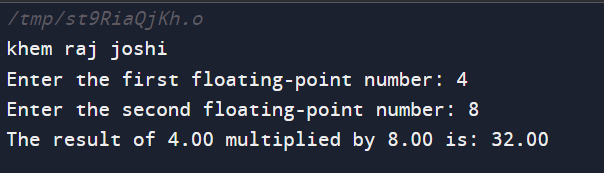 /tmp/st9RiaQjKh.o
khem raj joshi
Enter the first floating-point number: 4
Enter the second floating-point number: 8
The result of 4.00 multiplied by 8.00 is: 32.00